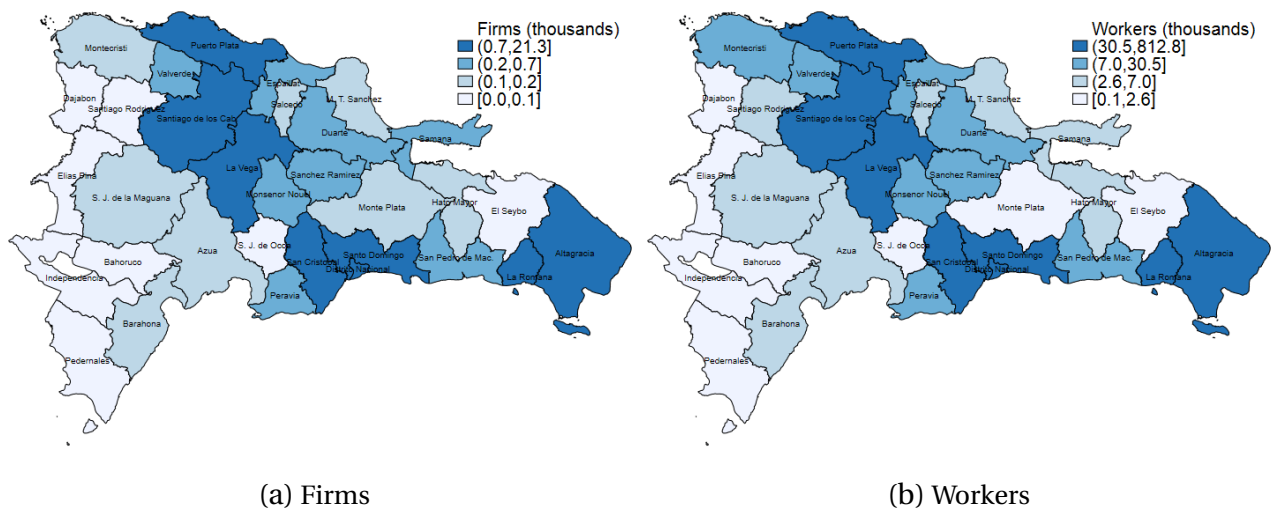 Firms (thousands)
(0.7,21.3]
(0.2,0.7]
(0.1,0.2]
[0.0,0.1]
Montecristi
Puerto Plata
Valverde
Espaillat
Dajabon
Santiago Rodriguez
Salcedo
M. T. Sanchez
Santiago de los Cab
Duarte
Samana
La Vega
Elias Pina
Sanchez Ramirez
S. J. de la Maguana
Monsenor Nouel
Monte Plata
Hato Mayor
El Seybo
Azua
S. J. de Ocoa
Santo Domingo
Altagracia
Bahoruco
San Cristobal
San Pedro de Mac.
Distrito Nacional
Independencia
La Romana
Peravia
Barahona
Pedernales
(a) Firms
Workers (thousands)
(30.5,812.8]
(7.0,30.5]
(2.6,7.0]
[0.1,2.6]
Montecristi
Puerto Plata
Valverde
Espaillat
Dajabon
Santiago Rodriguez
Salcedo
M. T. Sanchez
Santiago de los Cab
Duarte
Samana
La Vega
Elias Pina
Sanchez Ramirez
S. J. de la Maguana
Monsenor Nouel
Monte Plata
Hato Mayor
El Seybo
Azua
S. J. de Ocoa
Santo Domingo
Altagracia
Bahoruco
San Cristobal
San Pedro de Mac.
Distrito Nacional
Independencia
La Romana
Peravia
Barahona
Pedernales
(b) Workers